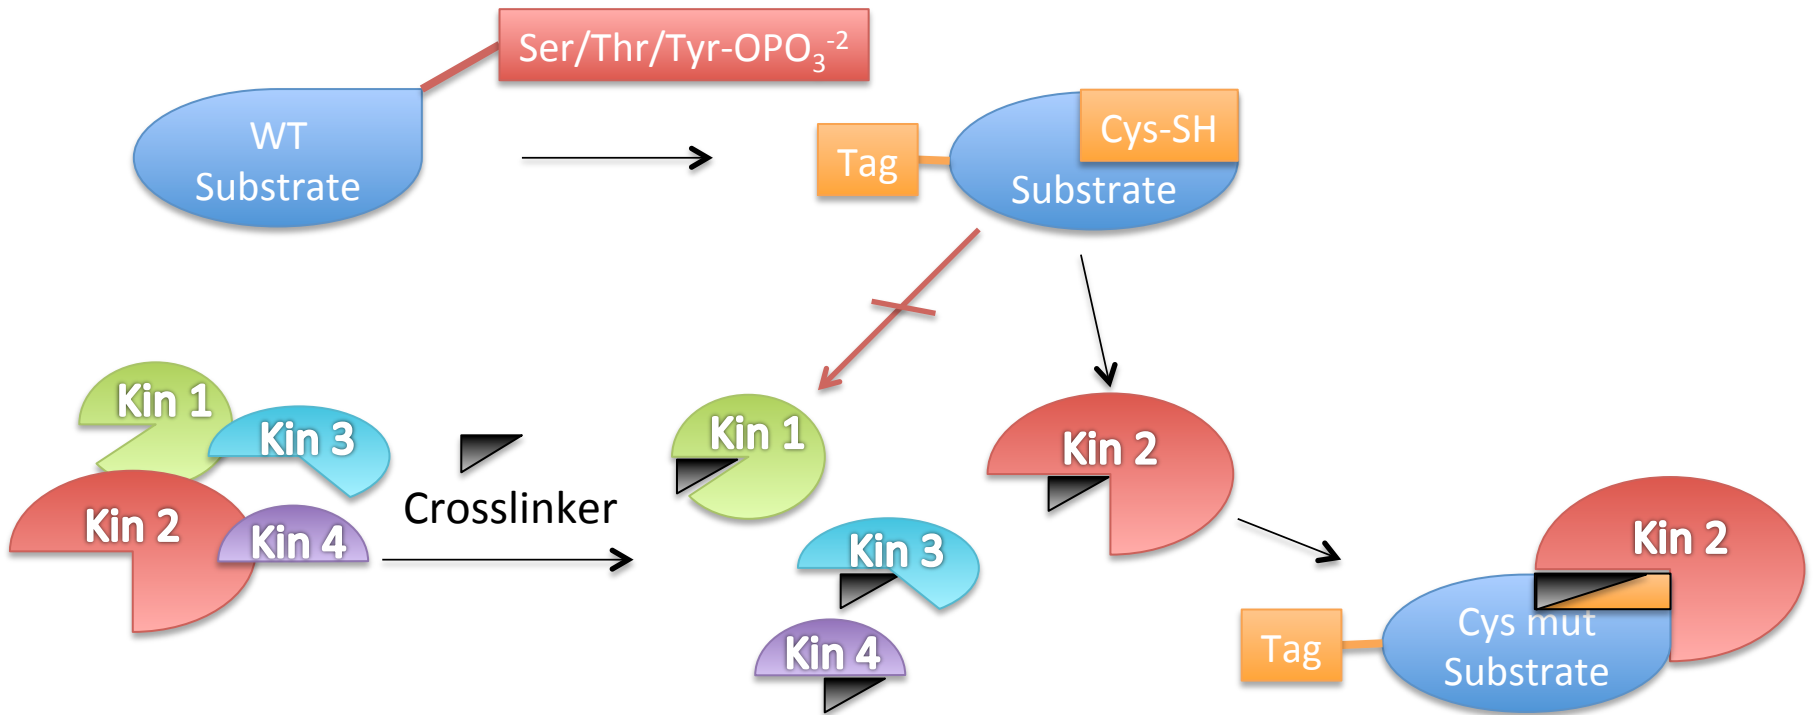 Ser/Thr/Tyr-OPO₃⁻²
WT
Substrate
Cys-SH
Tag
Substrate
Kin 1
Kin 3
Kin 2
Kin 4
Crosslinker
Kin 1
Kin 2
Kin 3
Kin 4
Kin 2
Tag
Cys mut
Substrate